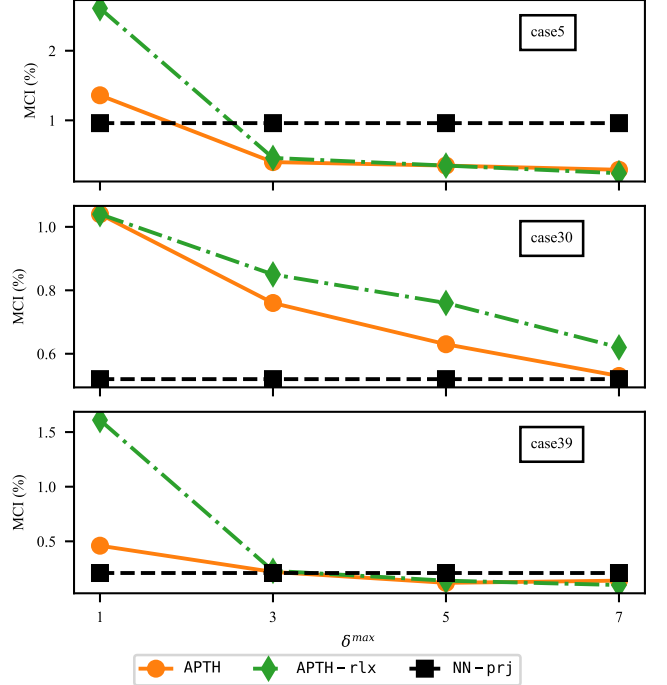 case5
MCI (%)
2
1
case30
MCI (%)
1.0
0.8
0.6
case39
MCI (%)
1.5
1.0
0.5
1 3 5 7
δ^max
APTH APTH-rlx NN-prj